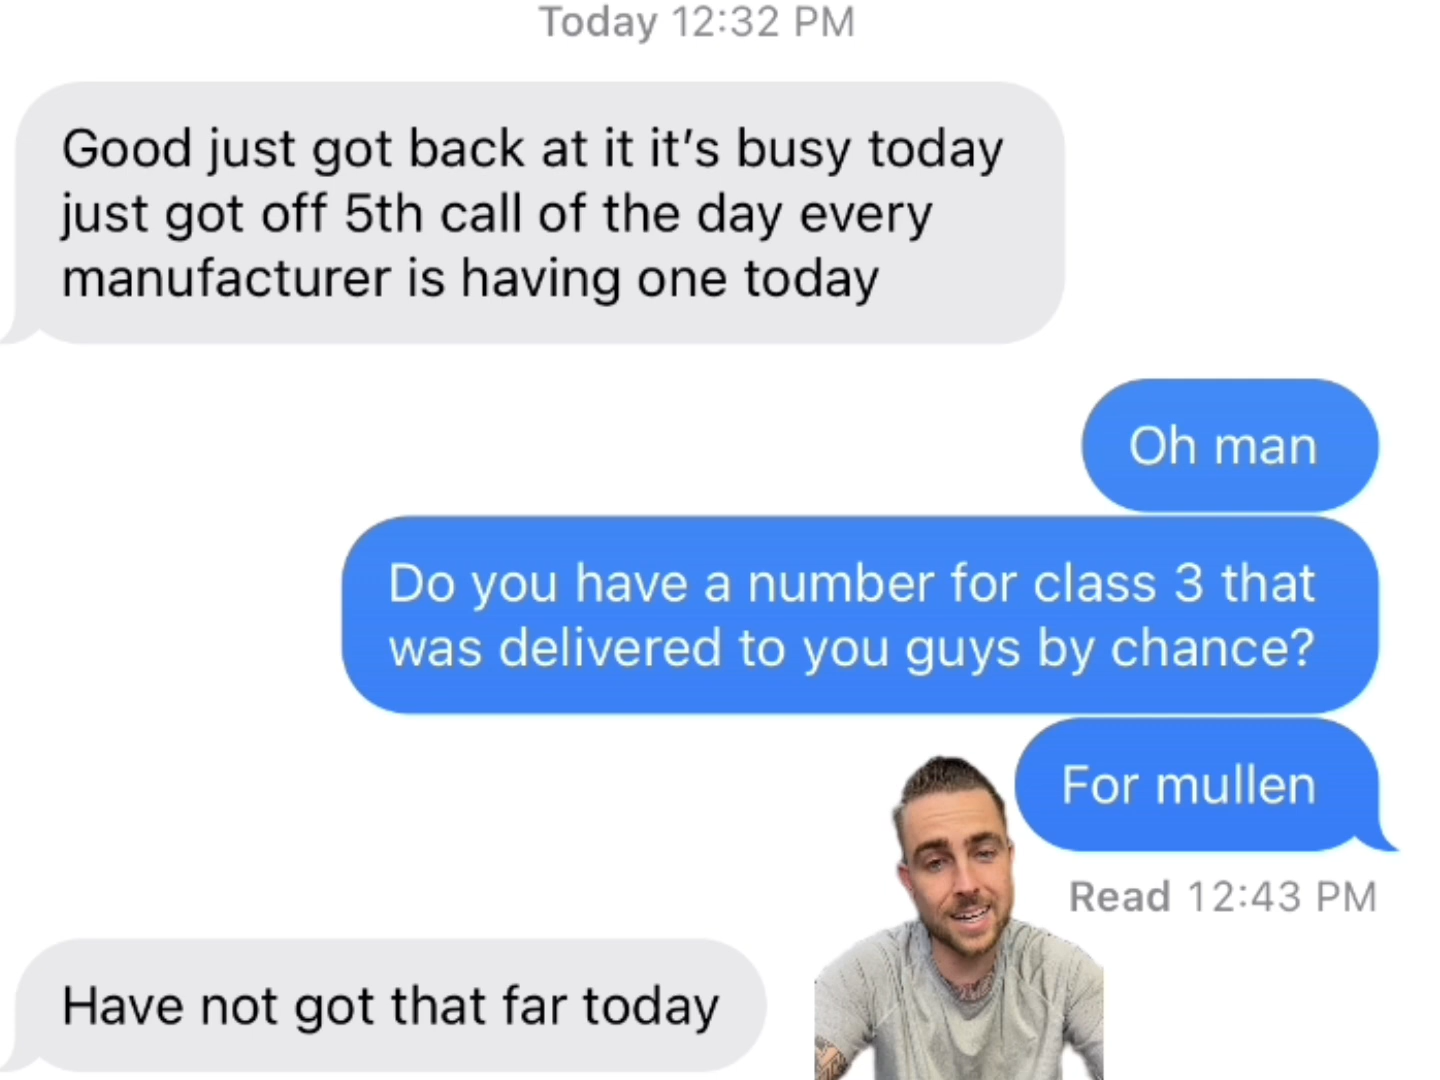 Today 12:32 PM
Good just got back at it it's busy today
just got off 5th call of the day every
manufacturer is having one today
Oh man
Do you have a number for class 3 that
was delivered to you guys by chance?
For mullen
Read 12:43 PM
Have not got that far today